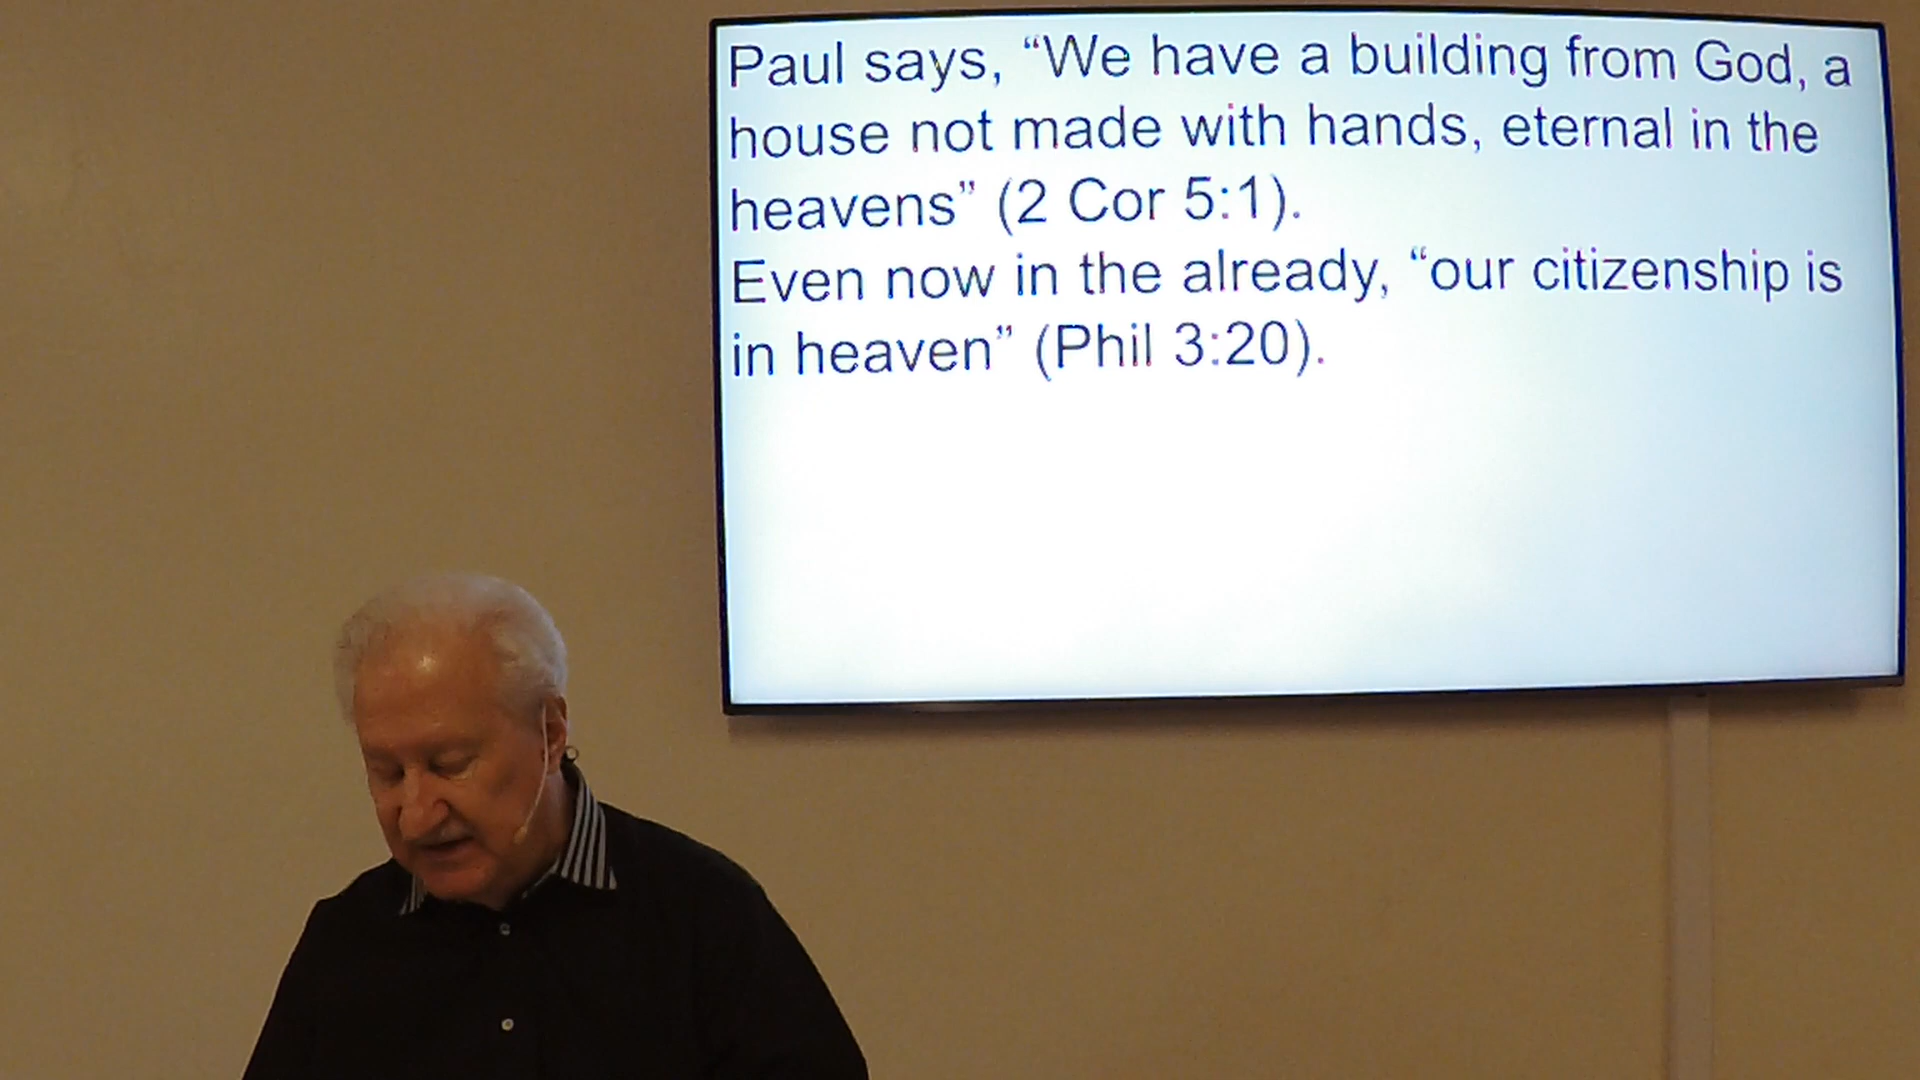 Paul says, “We have a building from God, a
house not made with hands, eternal in the
heavens” (2 Cor 5:1).
Even now in the already, “our citizenship is
in heaven” (Phil 3:20).